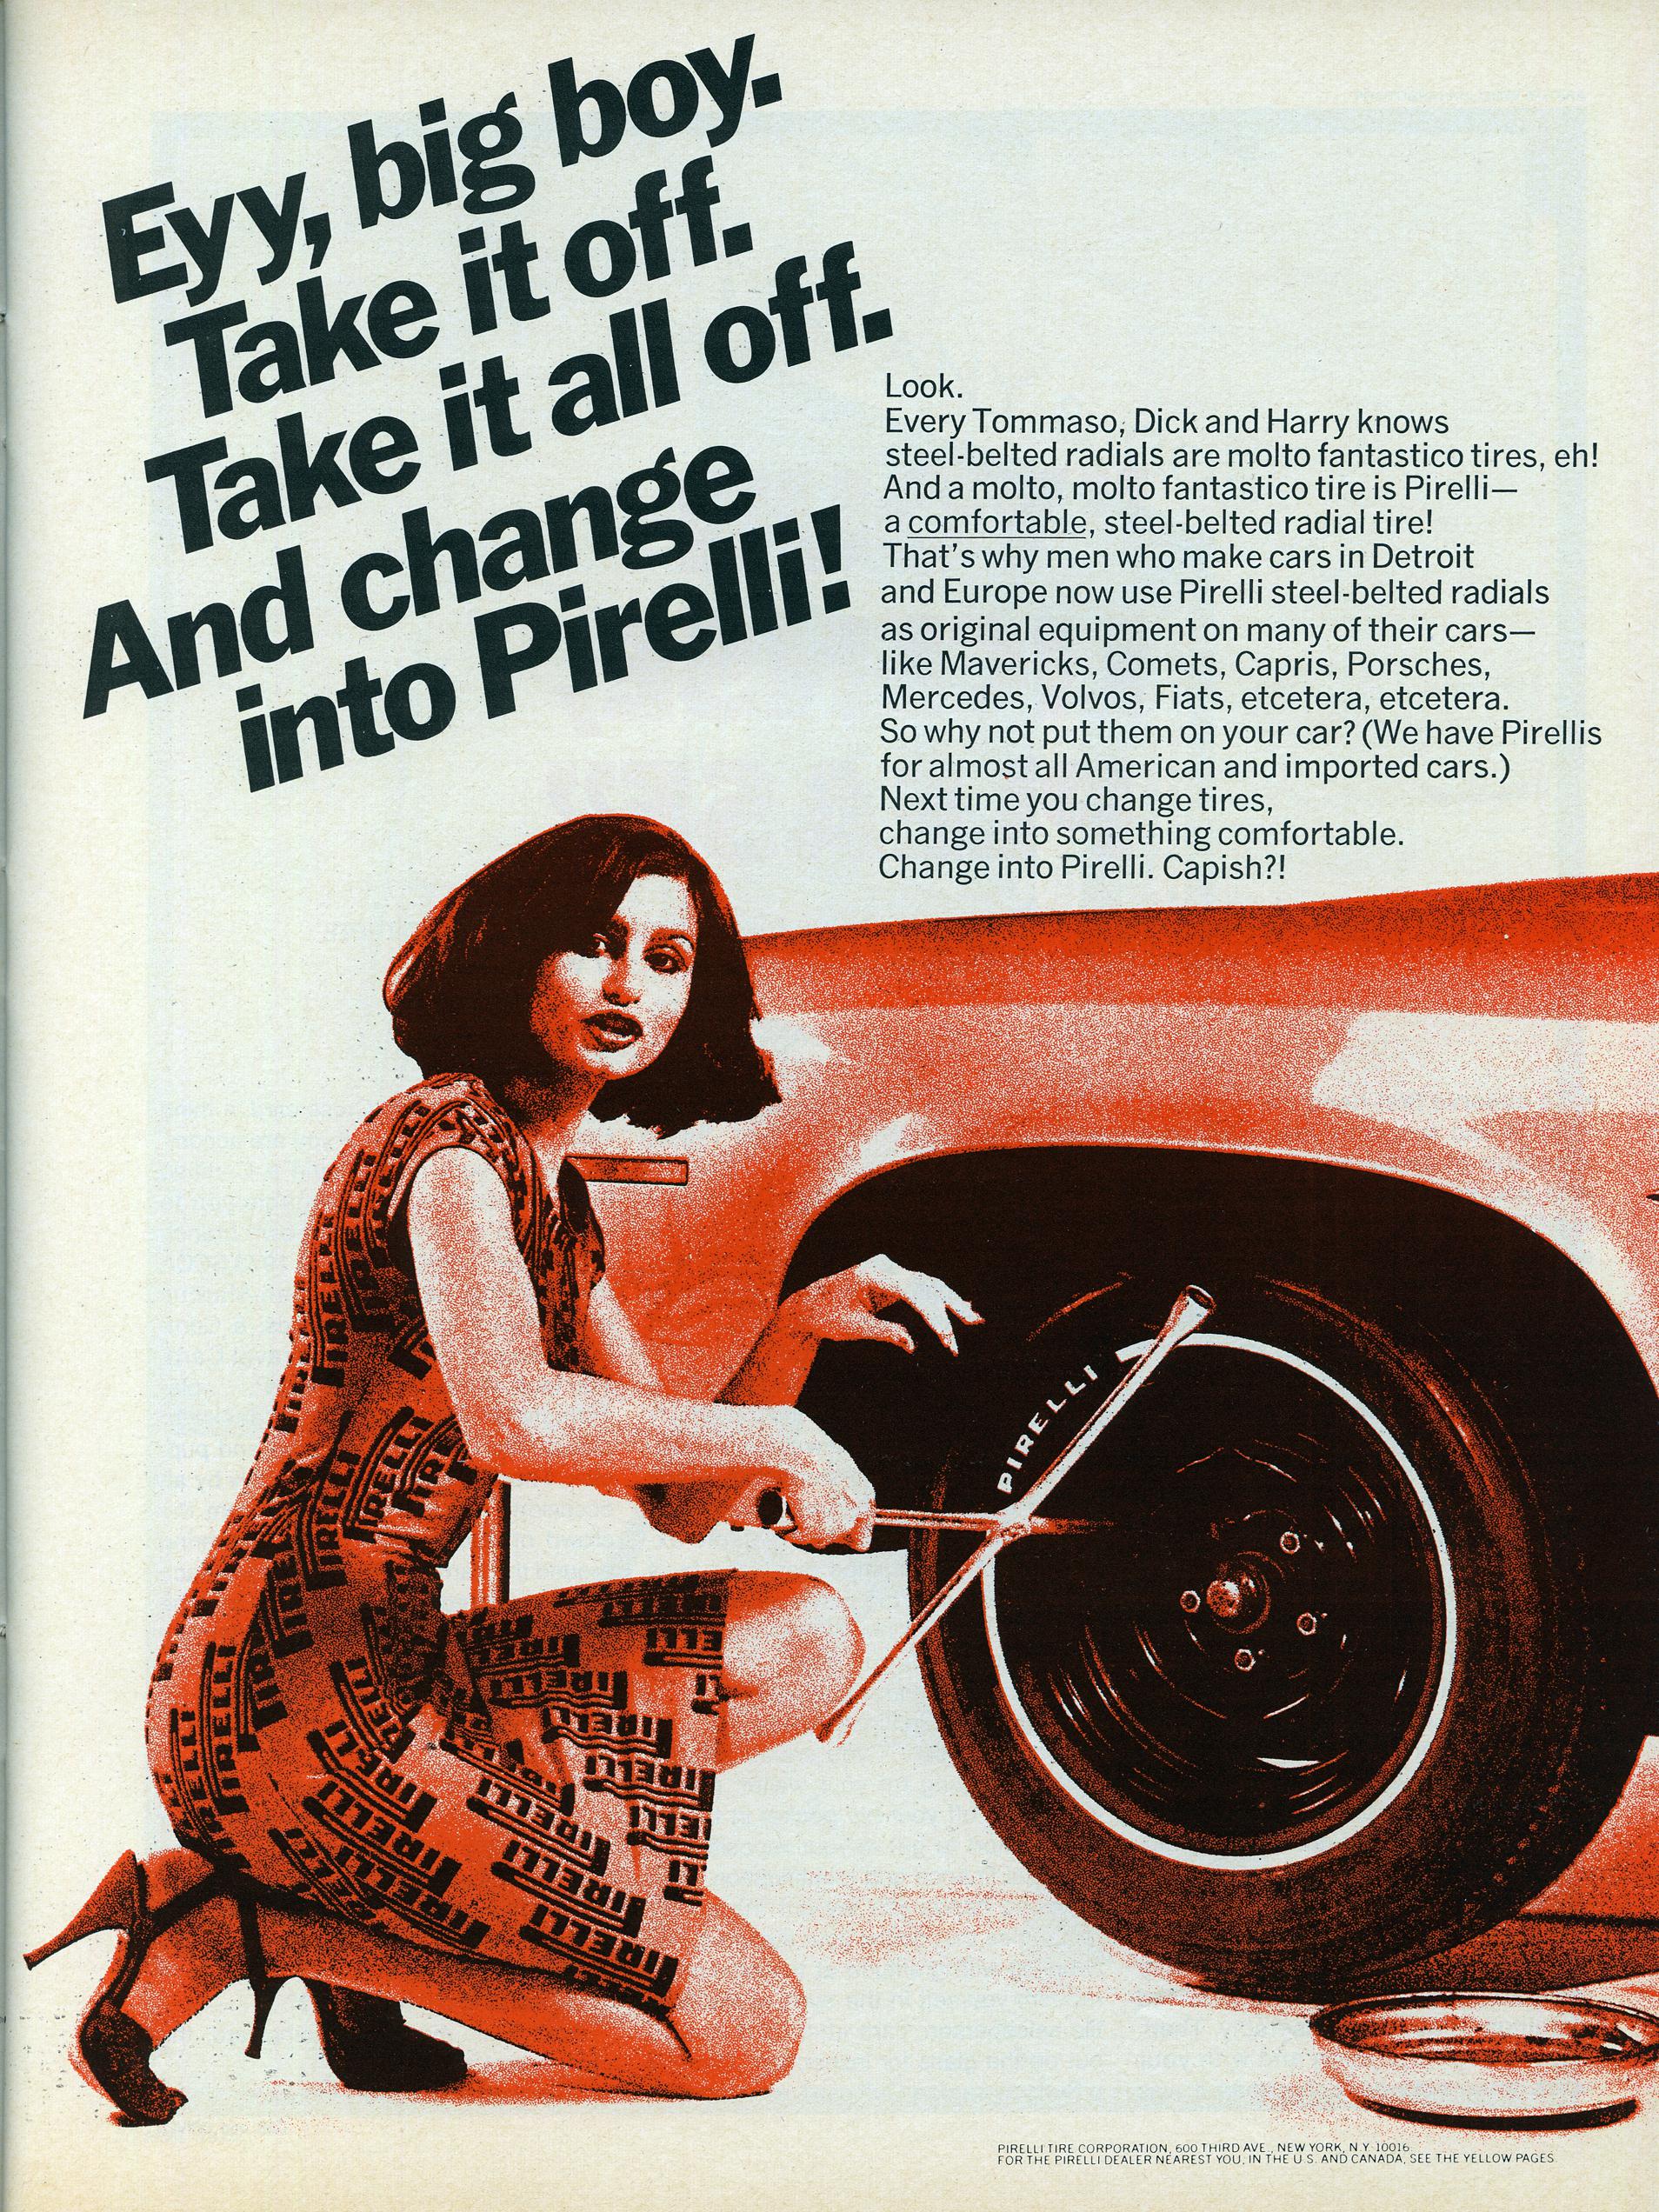 Eyy, big boy.
Take it off.
Take it all off.
And change
into Pirelli!
Look.
Every Tommaso, Dick and Harry knows
steel-belted radials are molto fantastico tires, eh!
And a molto, molto fantastico tire is Pirelli—
a comfortable, steel-belted radial tire!
That's why men who make cars in Detroit
and Europe now use Pirelli steel-belted radials
as original equipment on many of their cars—
like Mavericks, Comets, Capris, Porsches,
Mercedes, Volvos, Fiats, etcetera, etcetera.
So why not put them on your car? (We have Pirellis
for almost all American and imported cars.)
Next time you change tires,
change into something comfortable.
Change into Pirelli. Capish?!
PIRELLI
PIRELLI
PIRELLI TIRE CORPORATION, 600 THIRD AVE., NEW YORK, N.Y. 10016.
FOR THE PIRELLI DEALER NEAREST YOU, IN THE U.S. AND CANADA, SEE THE YELLOW PAGES.